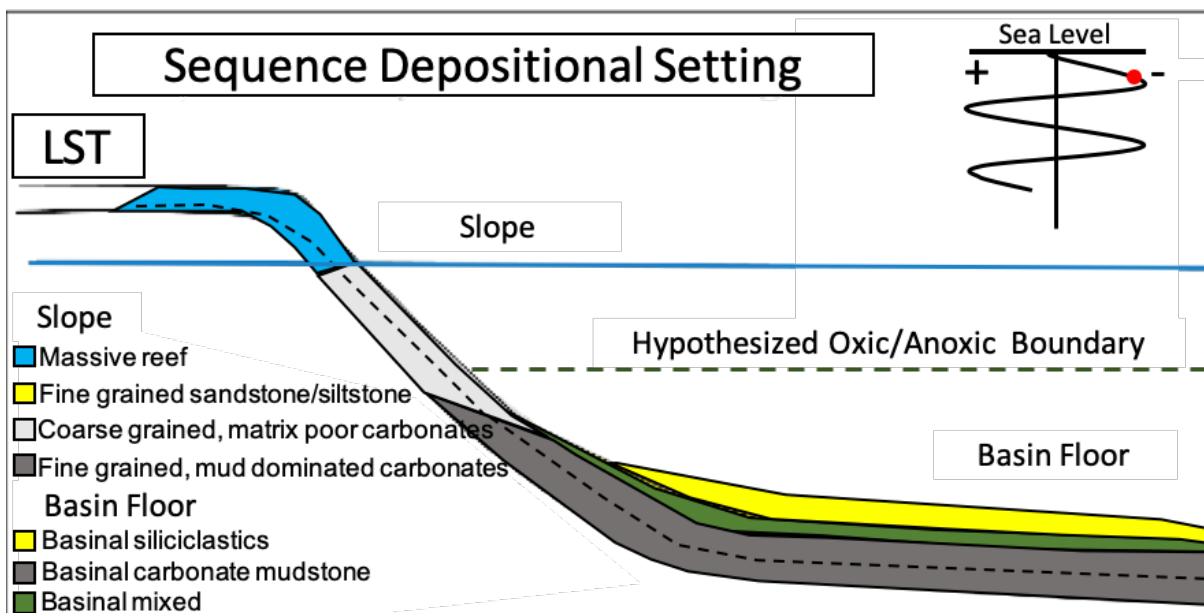 Sequence Depositional Setting
Sea Level
+ -
LST
Slope
Slope
Hypothesized Oxic/Anoxic Boundary
Massive reef
Fine grained sandstone/siltstone
Coarse grained, matrix poor carbonates
Fine grained, mud dominated carbonates
Basin Floor
Basin Floor
Basinal siliciclastics
Basinal carbonate mudstone
Basinal mixed